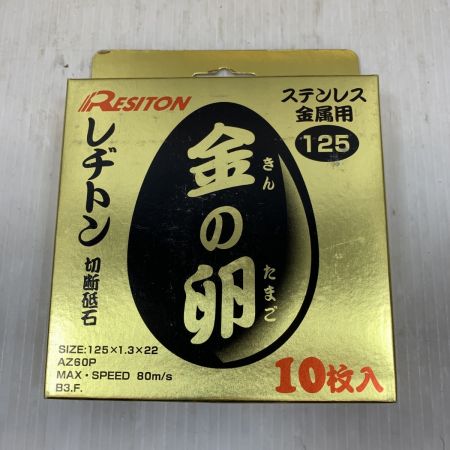 RESITON
レヂトン
切断砥石
ステンレス
金属用
125
金の卵
きん
たまご
SIZE:125×1.3×22
AZ60P
MAX・SPEED 80m/s
B3.F.
10枚入